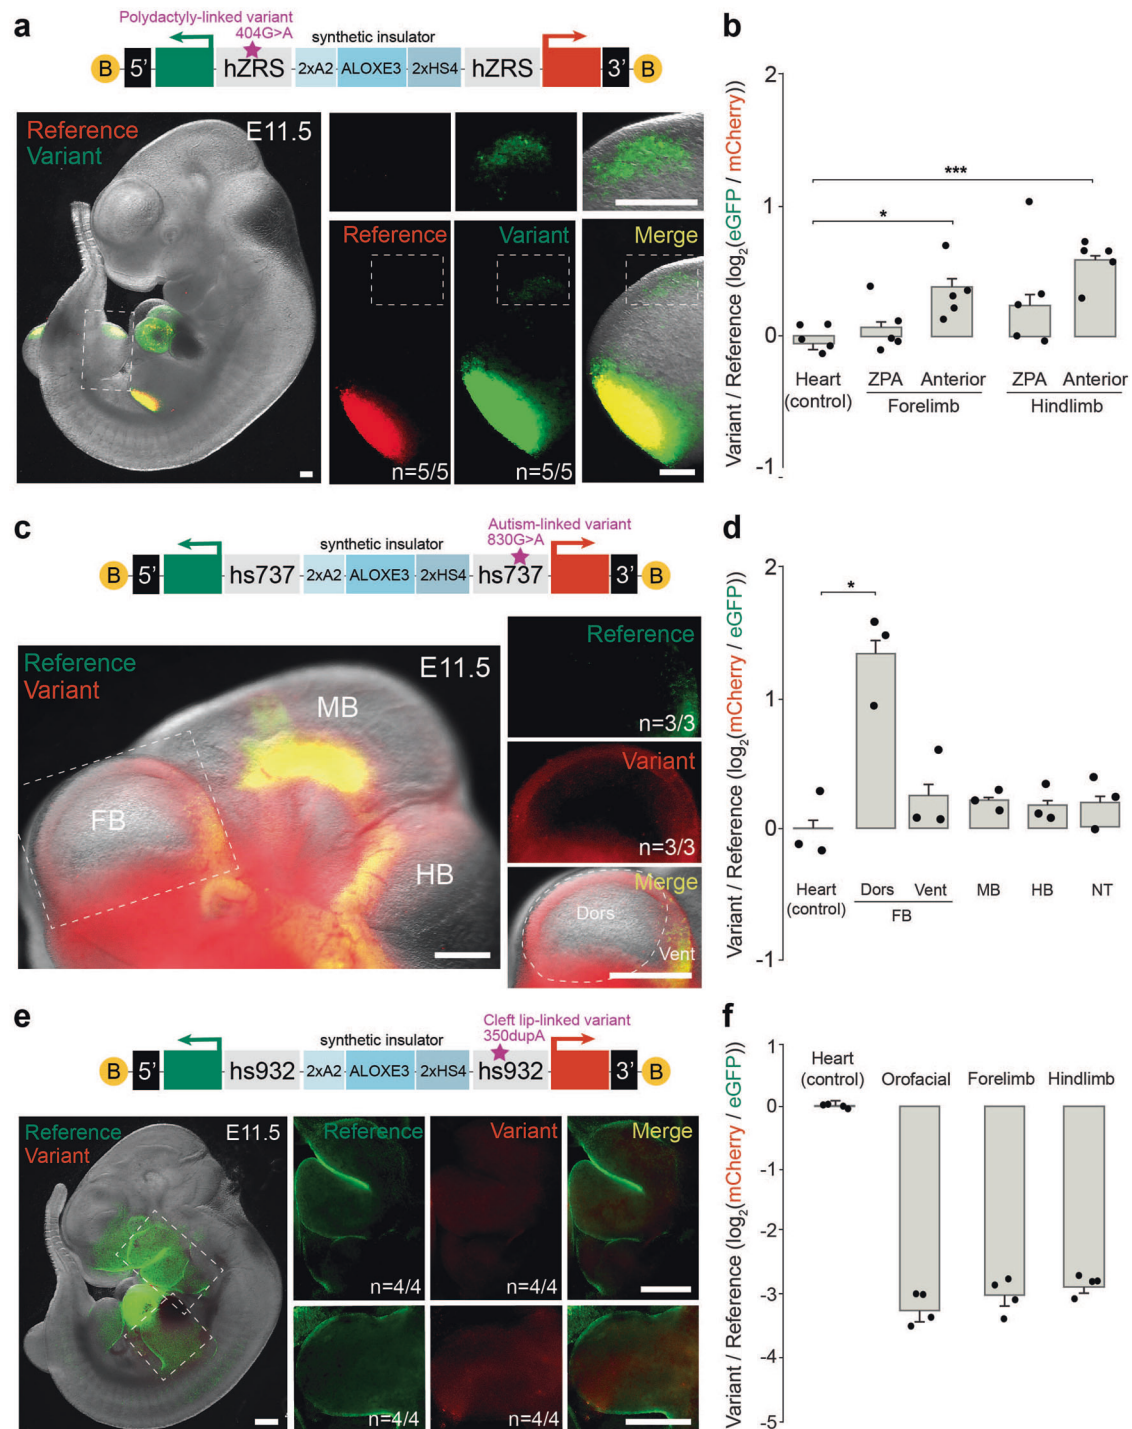 a
Polydactyly-linked variant
404G>A
synthetic insulator
B 5' hZRS 2xA2 ALOXE3 2xHS4 hZRS 3' B
Reference
Variant
E11.5
Reference
n=5/5
Variant
n=5/5
Merge
b
Variant / Reference (log2(eGFP / mCherry))
2
1
0
-1
***
*
Heart
(control)
ZPA Anterior
Forelimb
ZPA Anterior
Hindlimb
c
Autism-linked variant
830G>A
synthetic insulator
B 5' hs737 2xA2 ALOXE3 2xHS4 hs737 3' B
Reference
Variant
E11.5
MB
FB
HB
Reference
n=3/3
Variant
n=3/3
Merge
Dors
Vent
d
Variant / Reference (log2(mCherry / eGFP))
2
1
0
-1
*
Heart
(control)
Dors Vent
FB
MB
HB
NT
e
Cleft lip-linked variant
350dupA
synthetic insulator
B 5' hs932 2xA2 ALOXE3 2xHS4 hs932 3' B
Reference
Variant
E11.5
Reference
n=4/4
Variant
n=4/4
Merge
n=4/4
n=4/4
f
Variant / Reference (log2(mCherry / eGFP))
1
0
-1
-2
-3
-4
-5
Heart
(control)
Orofacial
Forelimb
Hindlimb